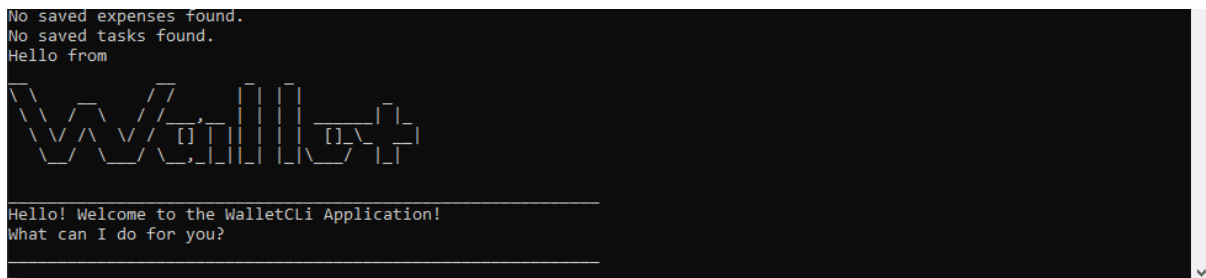 No saved expenses found.
No saved tasks found.
Hello from
Wallet
Hello! Welcome to the WalletCLi Application!
What can I do for you?